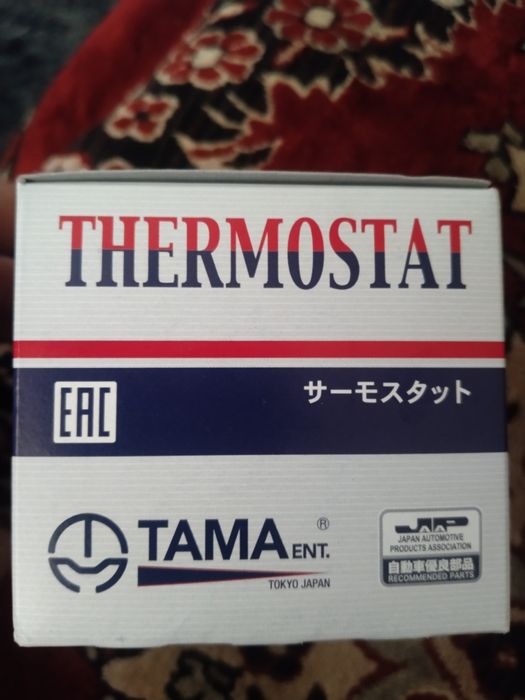 THERMOSTAT
サーモスタット
EAC
TAMA ENT. ®
TOKYO JAPAN
JAPA
JAPAN AUTOMOTIVE
PRODUCTS ASSOCIATION
自動車優良部品
RECOMMENDED PARTS